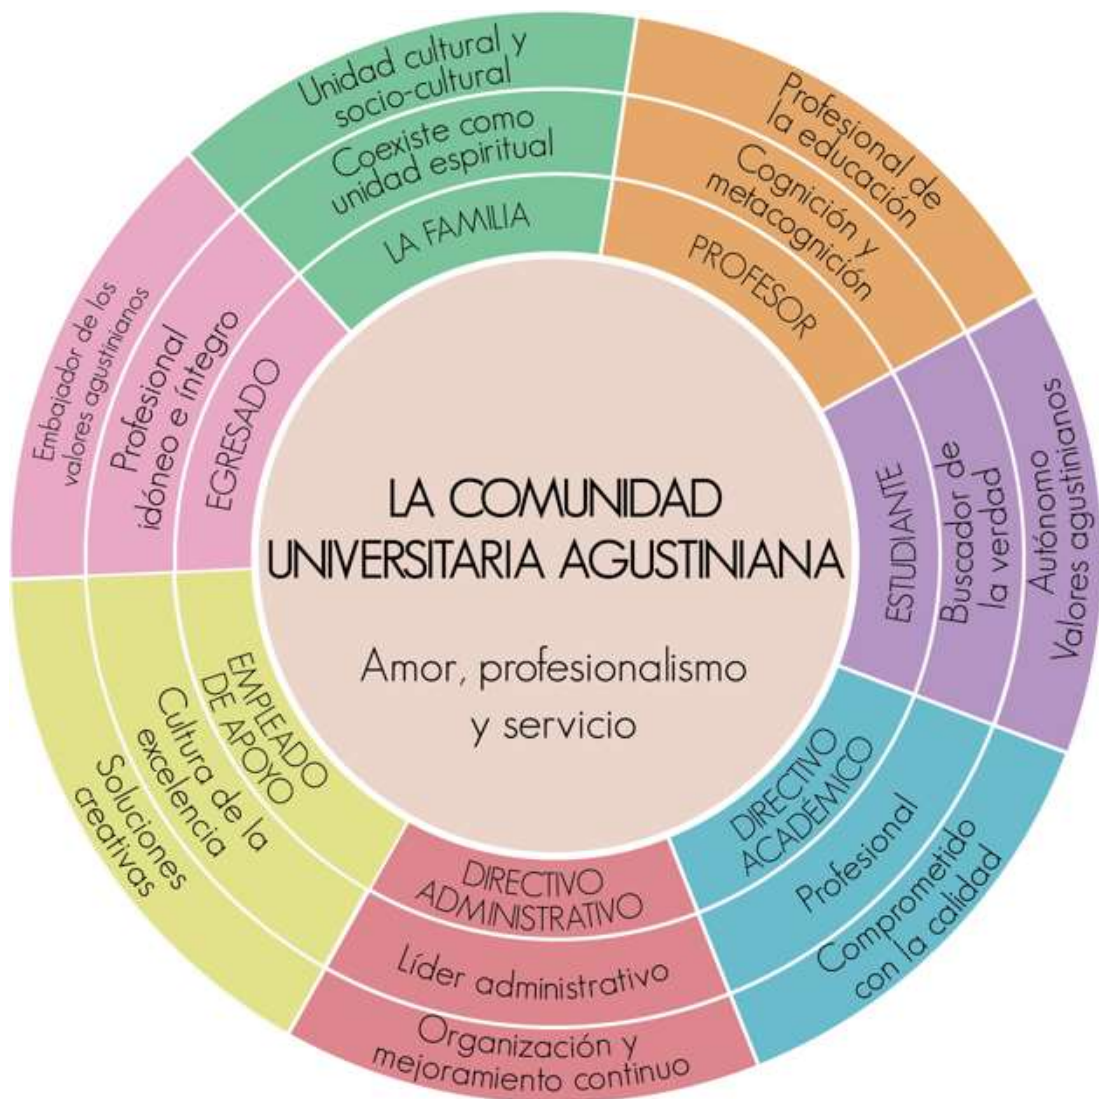 LA COMUNIDAD
UNIVERSITARIA AGUSTINIANA
Amor, profesionalismo
y servicio
Unidad cultural y
socio-cultural
Coexiste como
unidad espiritual
LA FAMILIA
Profesional de
la educación
Cognición y
metacognición
PROFESOR
Autónomo
Valores agustinianos
Buscador de
la verdad
ESTUDIANTE
DIRECTIVO
ACADÉMICO
Profesional
Comprometido
con la calidad
DIRECTIVO
ADMINISTRATIVO
Líder administrativo
Organización y
mejoramiento continuo
EMPLEADO
DE APOYO
Cultura de la
excelencia
Soluciones
creativas
Embajador de los
valores agustinianos
Profesional
idóneo e íntegro
EGRESADO